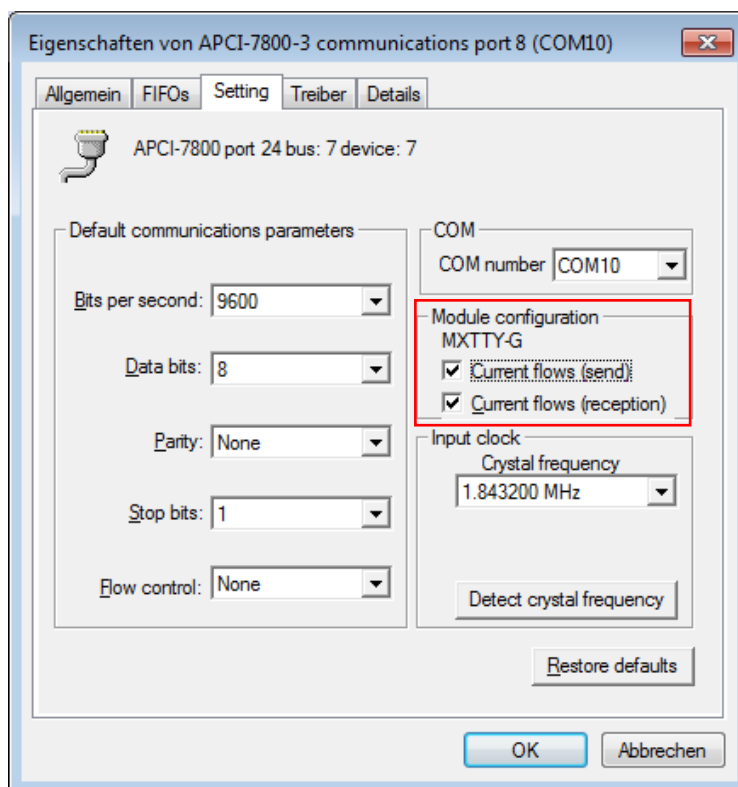 Eigenschaften von APCI-7800-3 communications port 8 (COM10)
Allgemein FIFOs Setting Treiber Details
APCI-7800 port 24 bus: 7 device: 7
Default communications parameters
Bits per second: 9600
Data bits: 8
Parity: None
Stop bits: 1
Flow control: None
COM
COM number COM10
Module configuration
MXTTY-G
Current flows (send)
Current flows (reception)
Input clock
Crystal frequency
1.843200 MHz
Detect crystal frequency
Restore defaults
OK Abbrechen